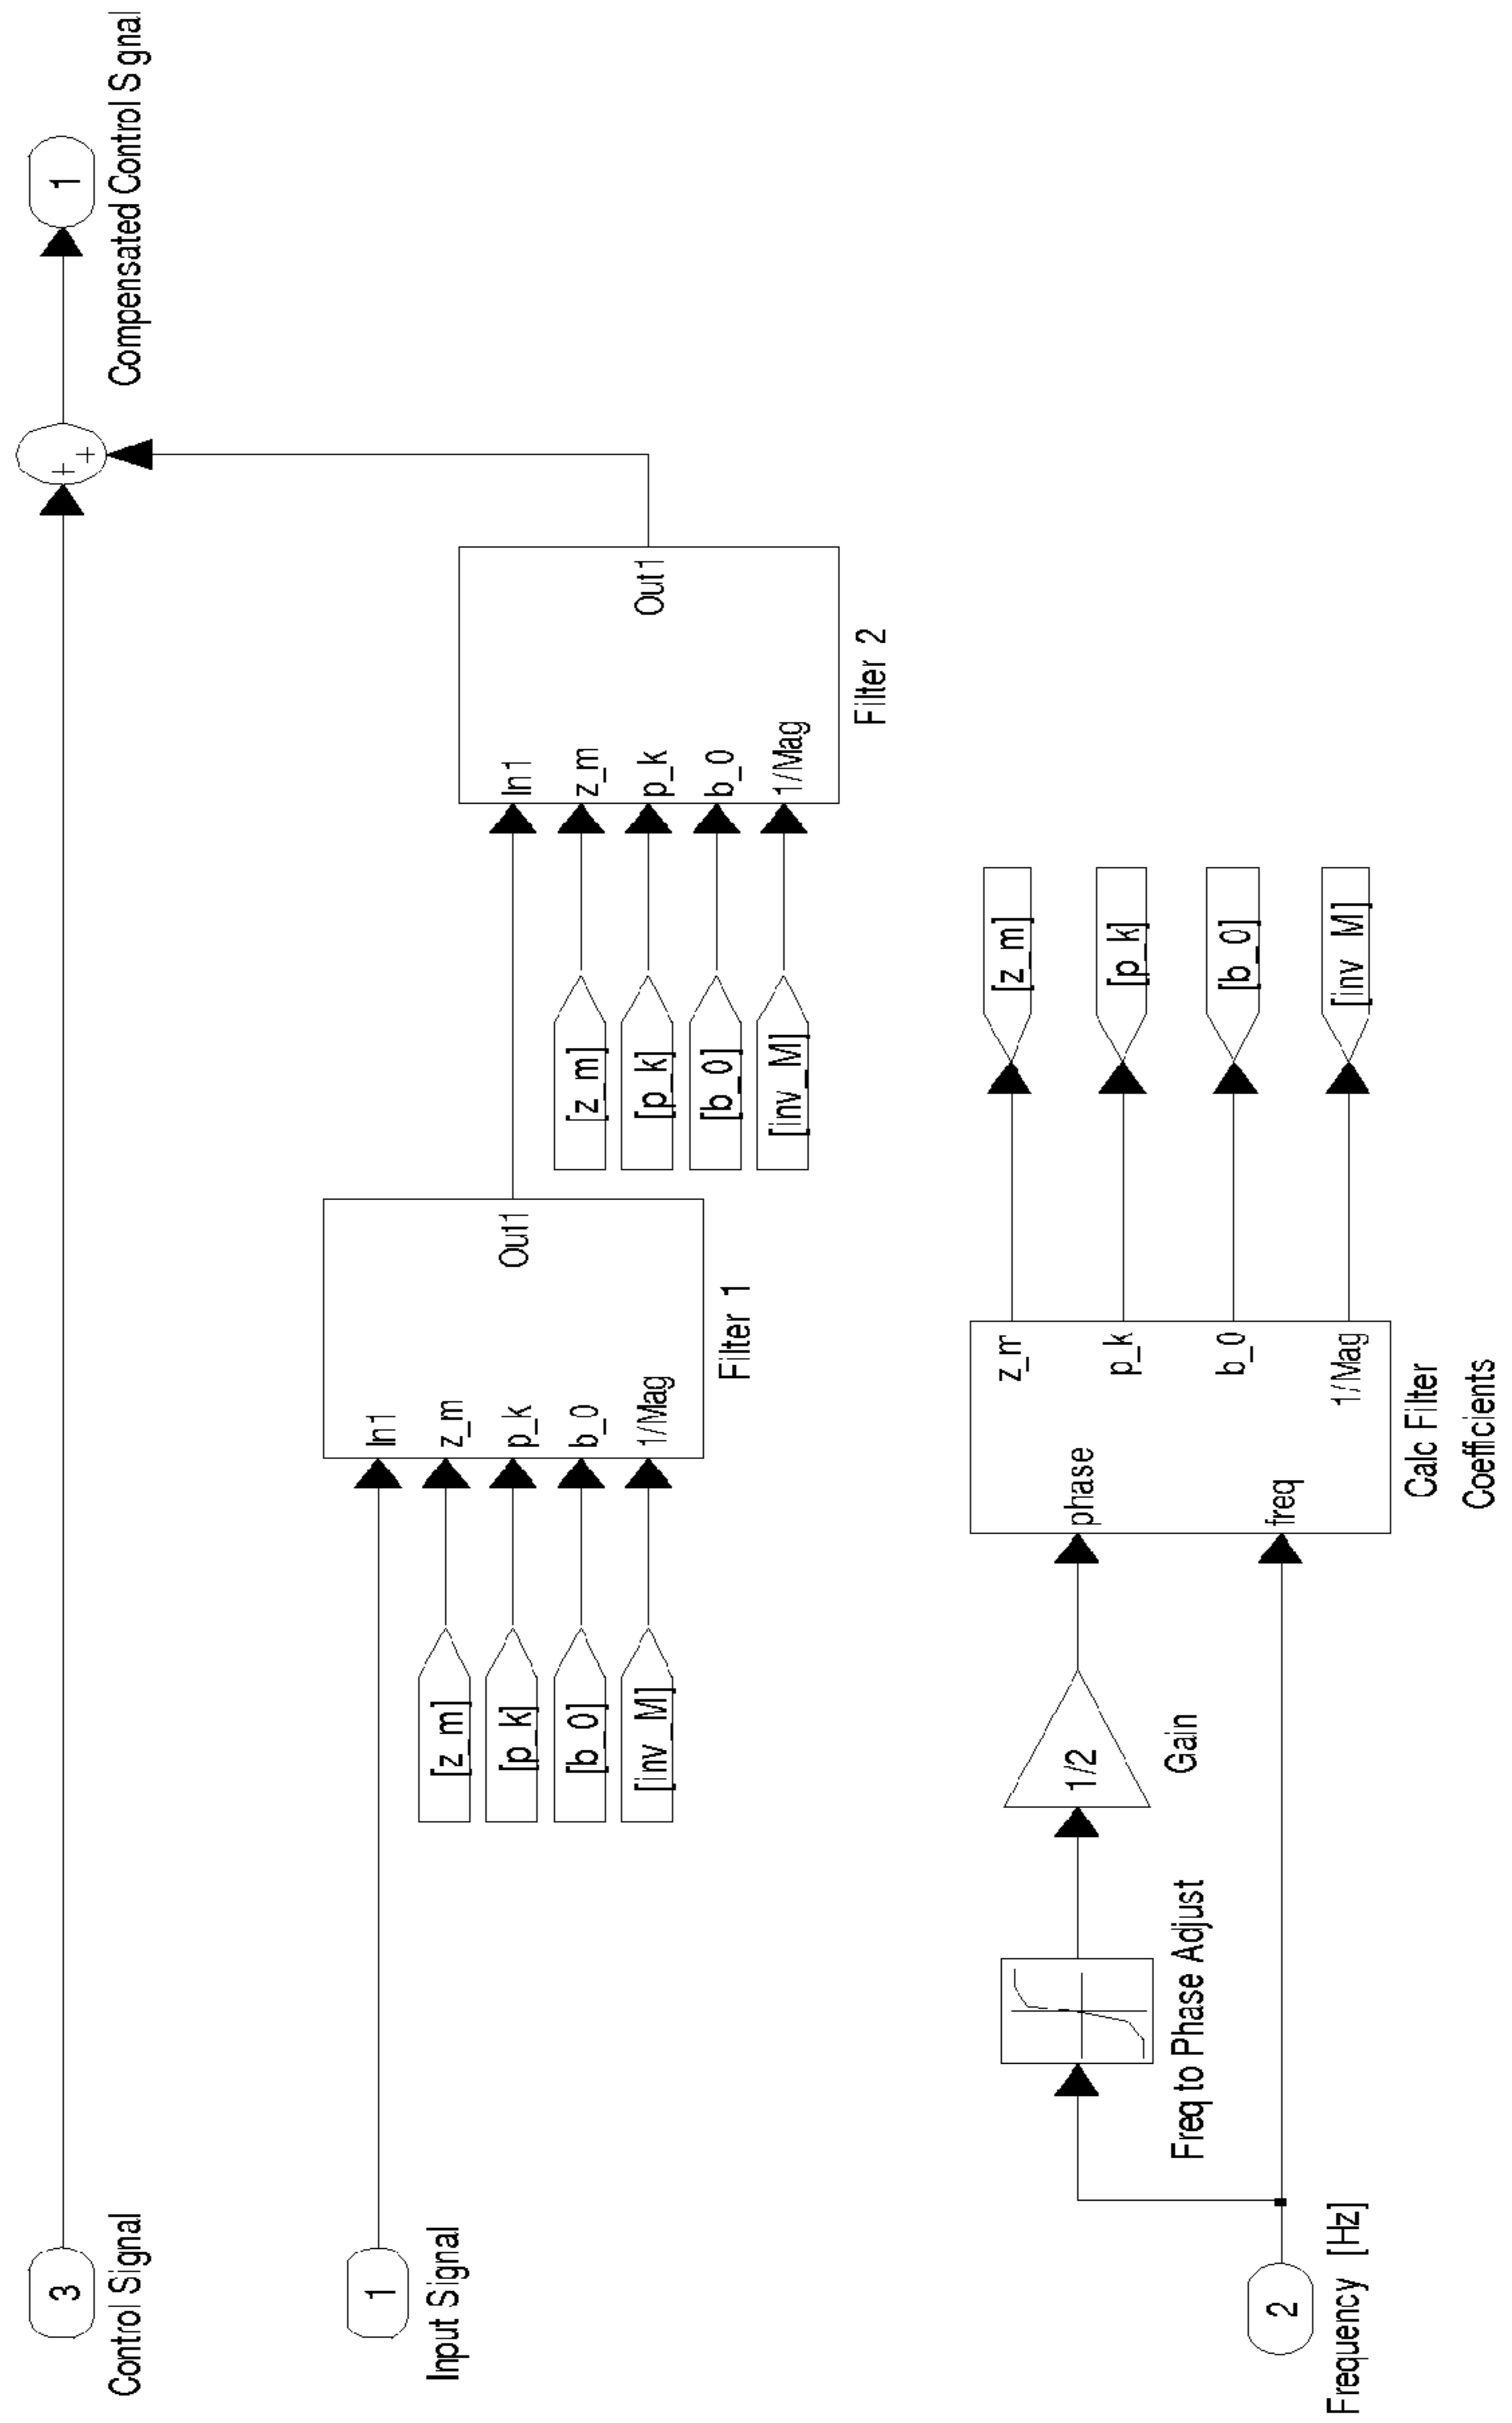 3
Control Signal
1
Compensated Control Signal
+
+
1
Input Signal
[z_m]
[p_k]
[b_0]
[inv_M]
In1
z_m
p_k
b_0
1/Mag
Out1
Filter 1
[z_m]
[p_k]
[b_0]
[inv_M]
In1
z_m
p_k
b_0
1/Mag
Out1
Filter 2
2
Frequency [Hz]
Freq to Phase Adjust
1/2
Gain
phase
freq
z_m
p_k
b_0
1/Mag
Calc Filter
Coefficients
[z_m]
[p_k]
[b_0]
[inv_M]